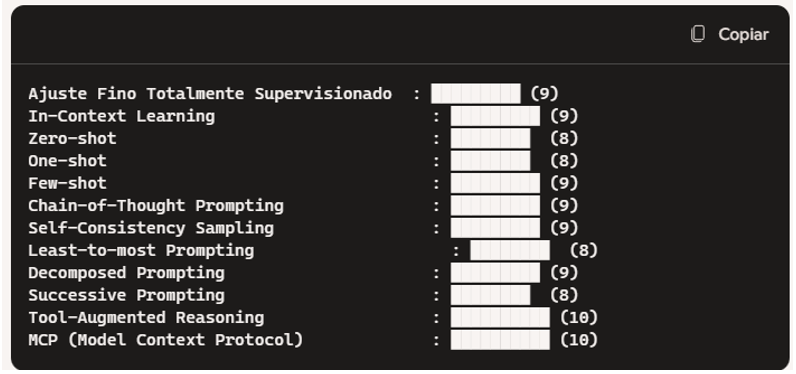 Copiar
Ajuste Fino Totalmente Supervisionado : █████████ (9)
In-Context Learning : █████████ (9)
Zero-shot : ████████ (8)
One-shot : ████████ (8)
Few-shot : █████████ (9)
Chain-of-Thought Prompting : █████████ (9)
Self-Consistency Sampling : █████████ (9)
Least-to-most Prompting : ████████ (8)
Decomposed Prompting : █████████ (9)
Successive Prompting : ████████ (8)
Tool-Augmented Reasoning : ██████████ (10)
MCP (Model Context Protocol) : ██████████ (10)